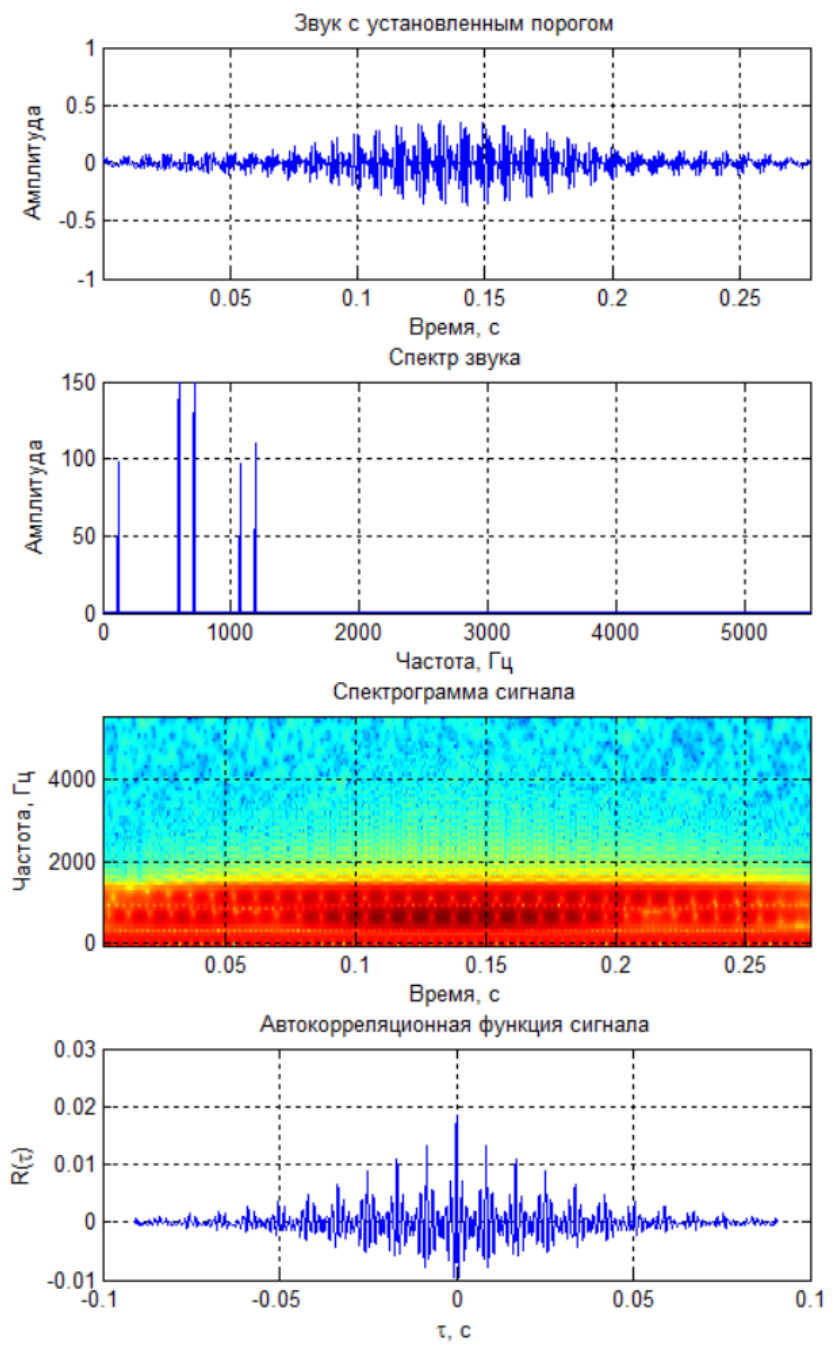 Звук с установленным порогом
1
0.5
0
-0.5
-1
Амплитуда
0.05 0.1 0.15 0.2 0.25
Время, с
Спектр звука
150
100
50
0
Амплитуда
0 1000 2000 3000 4000 5000
Частота, Гц
Спектрограмма сигнала
4000
2000
0
Частота, Гц
0.05 0.1 0.15 0.2 0.25
Время, с
Автокорреляционная функция сигнала
0.03
0.02
0.01
0
-0.01
R(τ)
-0.1 -0.05 0 0.05 0.1
τ, с